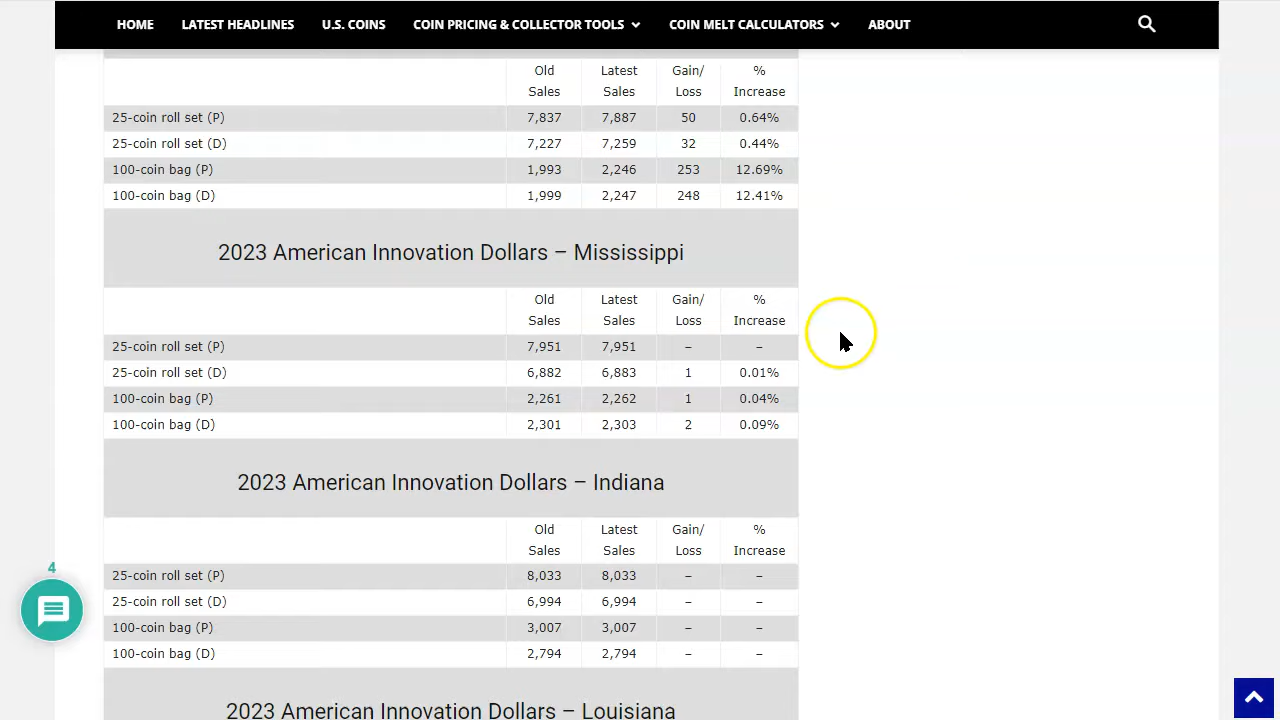 HOME LATEST HEADLINES U.S. COINS COIN PRICING & COLLECTOR TOOLS COIN MELT CALCULATORS ABOUT
Old Sales Latest Sales Gain/ Loss % Increase
25-coin roll set (P) 7,837 7,887 50 0.64%
25-coin roll set (D) 7,227 7,259 32 0.44%
100-coin bag (P) 1,993 2,246 253 12.69%
100-coin bag (D) 1,999 2,247 248 12.41%
2023 American Innovation Dollars – Mississippi
Old Sales Latest Sales Gain/ Loss % Increase
25-coin roll set (P) 7,951 7,951 – –
25-coin roll set (D) 6,882 6,883 1 0.01%
100-coin bag (P) 2,261 2,262 1 0.04%
100-coin bag (D) 2,301 2,303 2 0.09%
2023 American Innovation Dollars – Indiana
Old Sales Latest Sales Gain/ Loss % Increase
4
25-coin roll set (P) 8,033 8,033 – –
25-coin roll set (D) 6,994 6,994 – –
100-coin bag (P) 3,007 3,007 – –
100-coin bag (D) 2,794 2,794 – –
2023 American Innovation Dollars – Louisiana